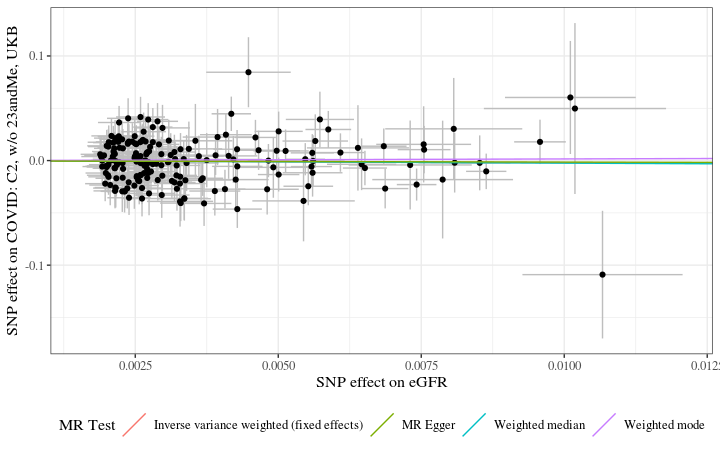 SNP effect on COVID: C2, w/o 23andMe, UKB
0.1
0.0
-0.1
0.0025 0.0050 0.0075 0.0100
SNP effect on eGFR
MR Test Inverse variance weighted (fixed effects) MR Egger Weighted median Weighted mode